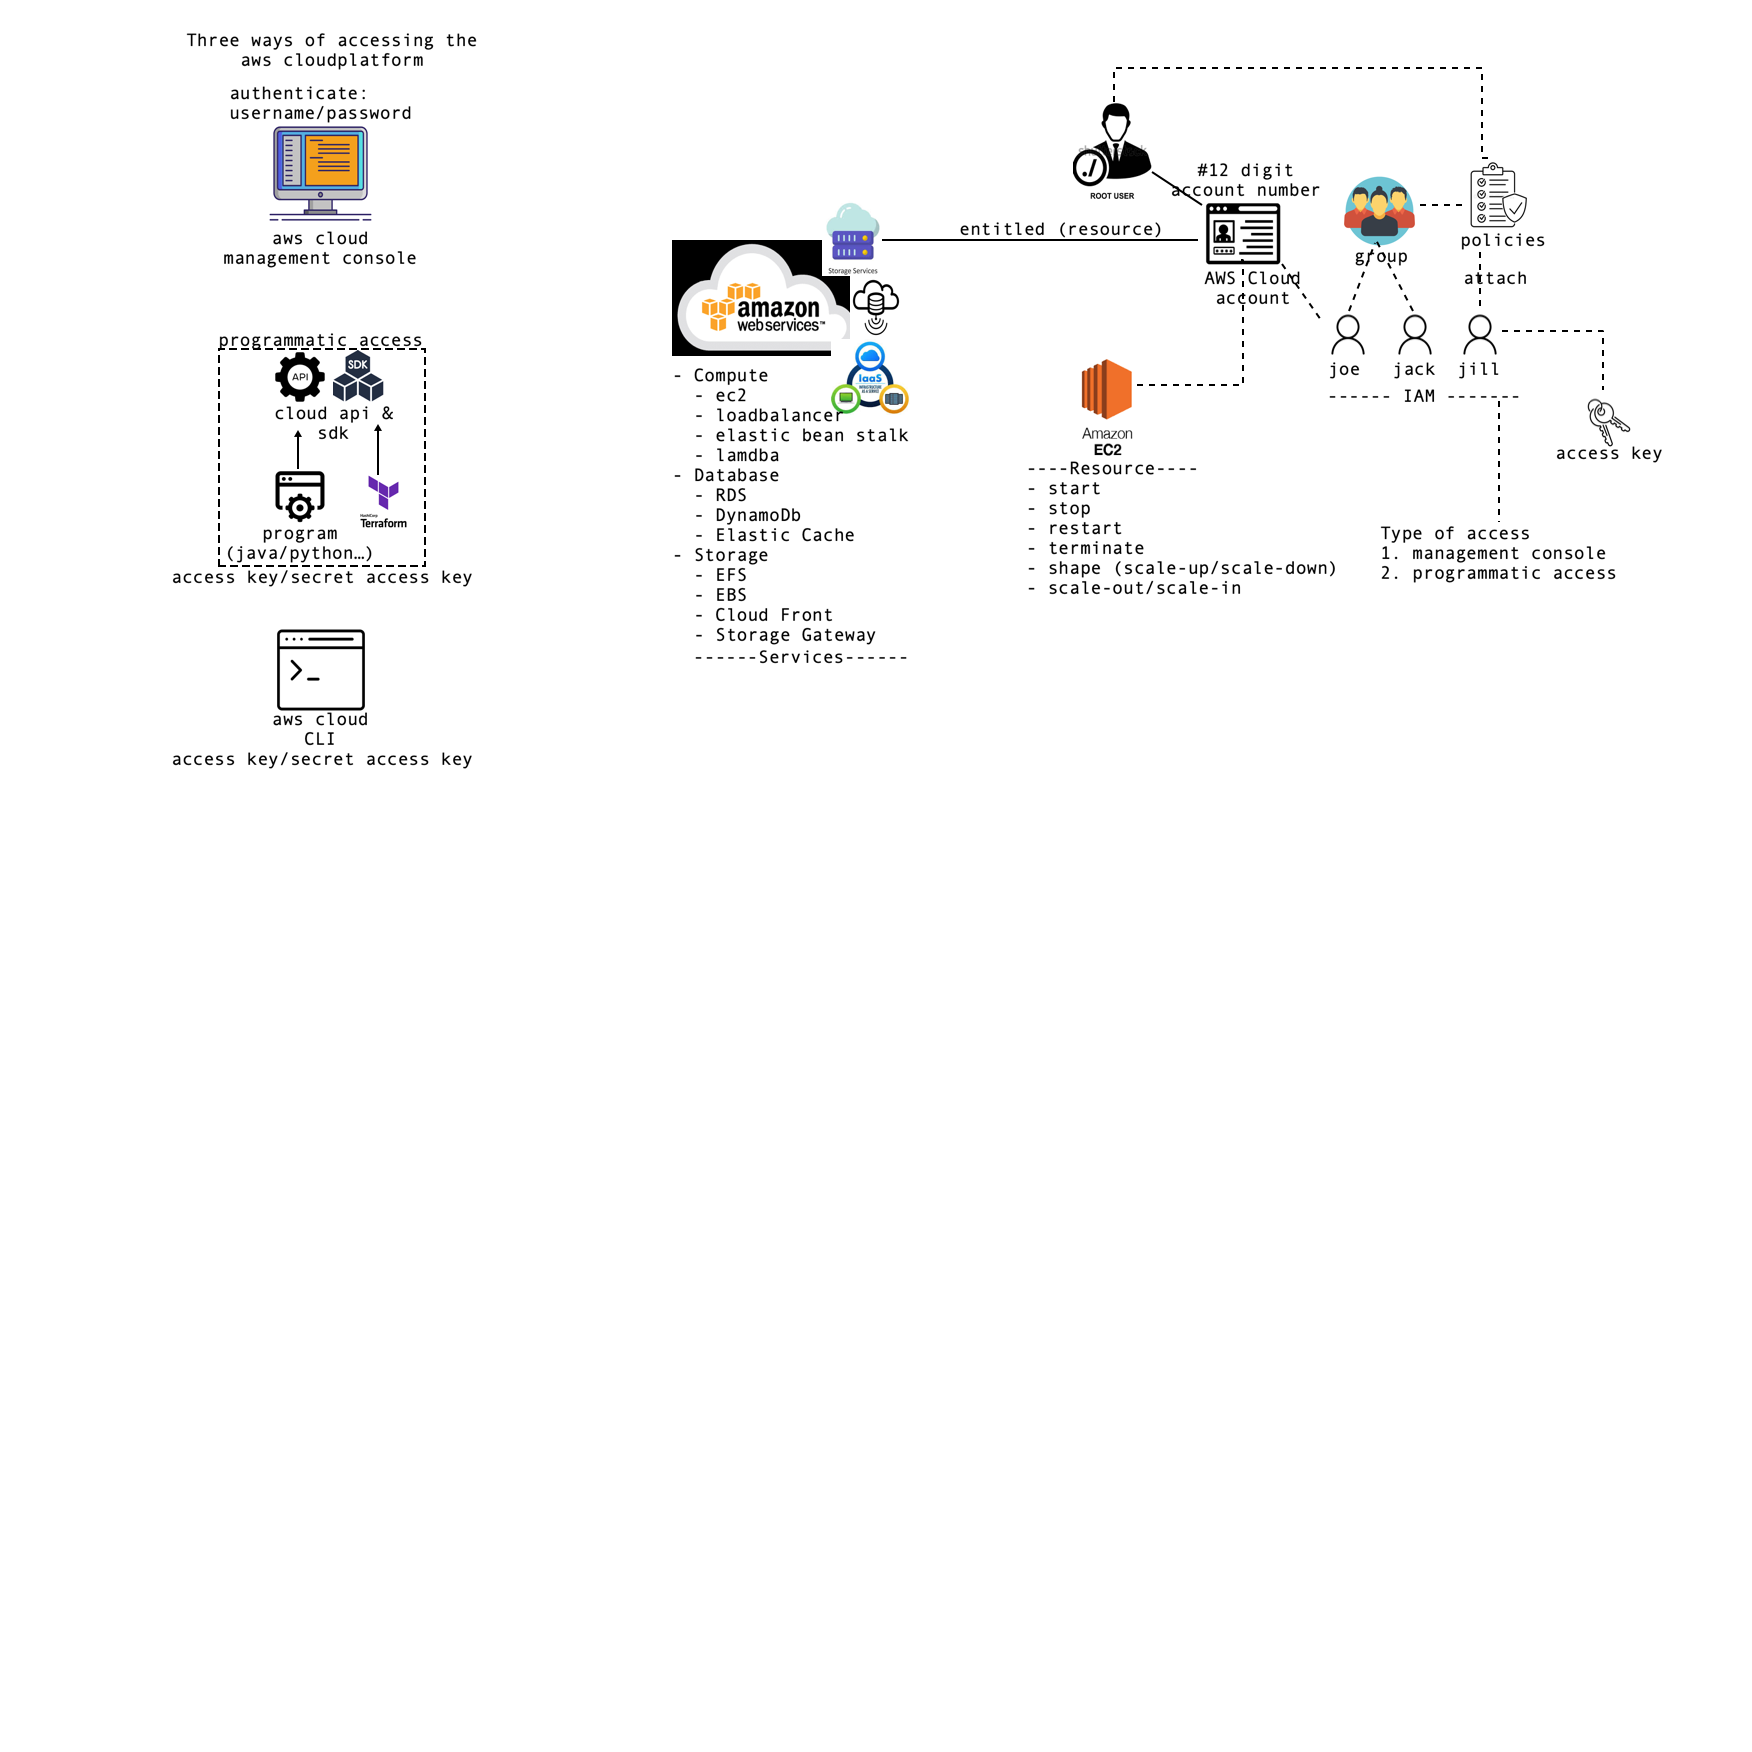 Three ways of accessing the
aws cloudplatform
authenticate:
username/password
aws cloud
management console
programmatic access
API
SDK
cloud api &
sdk
HashiCorp
Terraform
program
(java/python…)
access key/secret access key
aws cloud
CLI
access key/secret access key
Storage Services
amazon
webservices™
IaaS
INFRASTRUCTURE
AS A SERVICE
- Compute
- ec2
- loadbalancer
- elastic bean stalk
- lamdba
- Database
- RDS
- DynamoDb
- Elastic Cache
- Storage
- EFS
- EBS
- Cloud Front
- Storage Gateway
------Services------
entitled (resource)
ROOT USER
#12 digit
account number
AWS Cloud
account
Amazon
EC2
----Resource----
- start
- stop
- restart
- terminate
- shape (scale-up/scale-down)
- scale-out/scale-in
group
policies
attach
joe
jack
jill
------ IAM -------
access key
Type of access
1. management console
2. programmatic access